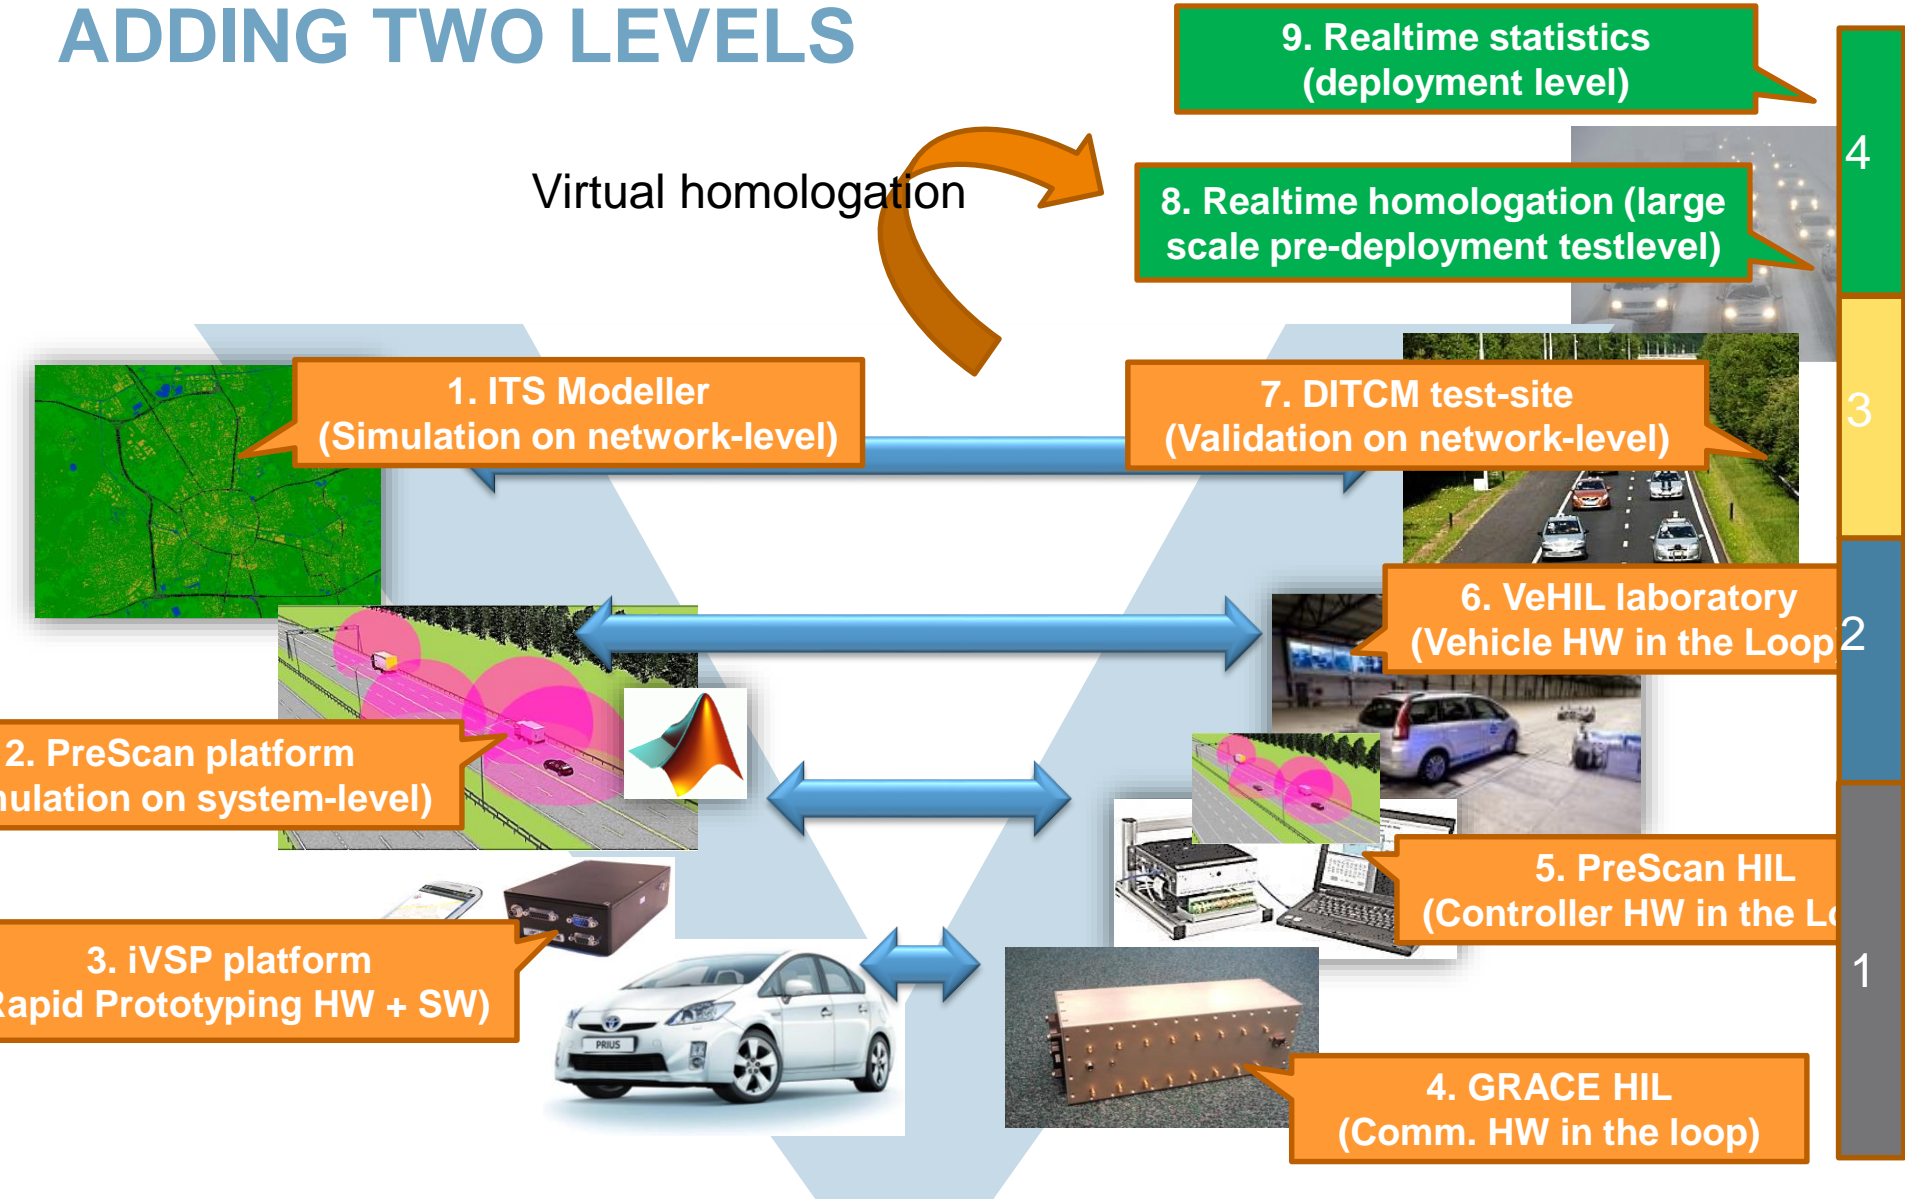 ADDING TWO LEVELS
9. Realtime statistics
(deployment level)
4
Virtual homologation
8. Realtime homologation (large
scale pre-deployment testlevel)
1. ITS Modeller
(Simulation on network-level)
7. DITCM test-site
(Validation on network-level)
3
6. VeHIL laboratory
(Vehicle HW in the Loop
2
2. PreScan platform
mulation on system-level)
5. PreScan HIL
(Controller HW in the Lo
3. iVSP platform
Rapid Prototyping HW + SW)
1
PRIUS
4. GRACE HIL
(Comm. HW in the loop)